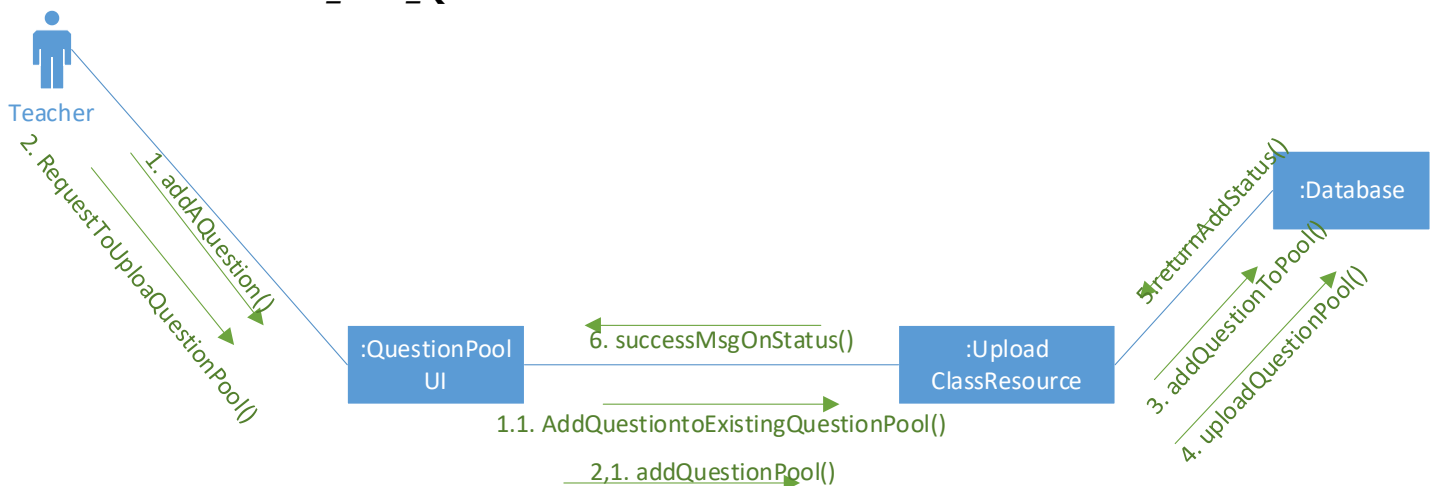 Teacher
2. RequestToUploaQuestionPool()
1. addAQuestion()
:QuestionPool
UI
6. successMsgOnStatus()
1.1. AddQuestiontoExistingQuestionPool()
2,1. addQuestionPool()
:Upload
ClassResource
5.returnAddStatus()
:Database
3. addQuestionToPool()
4. uploadQuestionPool()